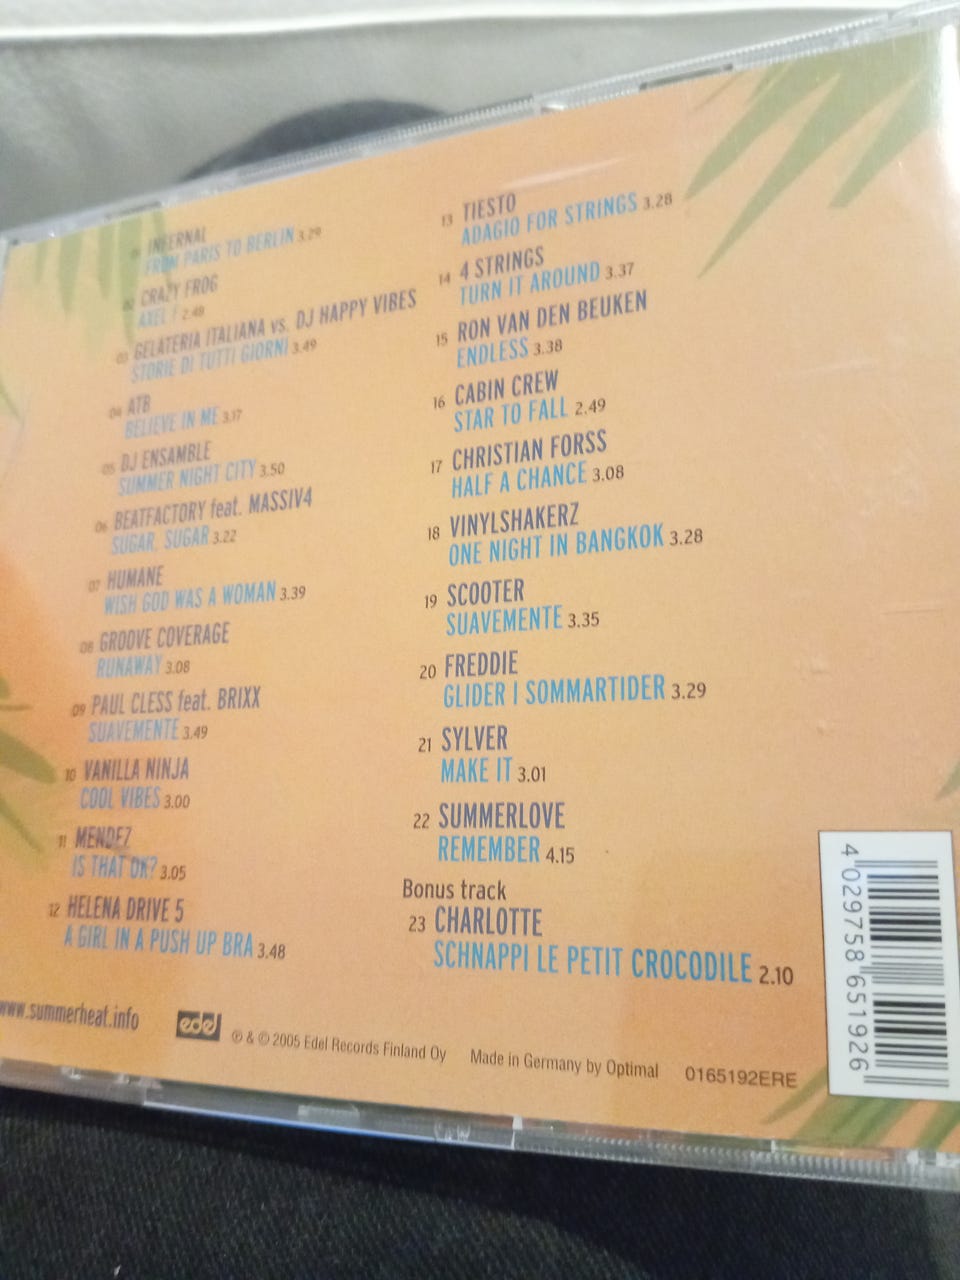 01 INFERNAL
FROM PARIS TO BERLIN 3.29
02 CRAZY FROG
AXEL F 2.49
03 GELATERIA ITALIANA vs. DJ HAPPY VIBES
STORIE DI TUTTI GIORNI 3.49
04 ATB
BELIEVE IN ME 3.17
05 DJ ENSAMBLE
SUMMER NIGHT CITY 3.50
06 BEATFACTORY feat. MASSIV4
SUGAR, SUGAR 3.22
07 HUMANE
WISH GOD WAS A WOMAN 3.39
08 GROOVE COVERAGE
RUNAWAY 3.08
09 PAUL CLESS feat. BRIXX
SUAVEMENTE 3.49
10 VANILLA NINJA
COOL VIBES 3.00
11 MENDEZ
IS THAT OK? 3.05
12 HELENA DRIVE 5
A GIRL IN A PUSH UP BRA 3.48
13 TIESTO
ADAGIO FOR STRINGS 3.28
14 4 STRINGS
TURN IT AROUND 3.37
15 RON VAN DEN BEUKEN
ENDLESS 3.38
16 CABIN CREW
STAR TO FALL 2.49
17 CHRISTIAN FORSS
HALF A CHANCE 3.08
18 VINYLSHAKERZ
ONE NIGHT IN BANGKOK 3.28
19 SCOOTER
SUAVEMENTE 3.35
20 FREDDIE
GLIDER I SOMMARTIDER 3.29
21 SYLVER
MAKE IT 3.01
22 SUMMERLOVE
REMEMBER 4.15
Bonus track
23 CHARLOTTE
SCHNAPPI LE PETIT CROCODILE 2.10
www.summerheat.info
edel
℗ & © 2005 Edel Records Finland Oy
Made in Germany by Optimal
0165192ERE
4 029758 651926